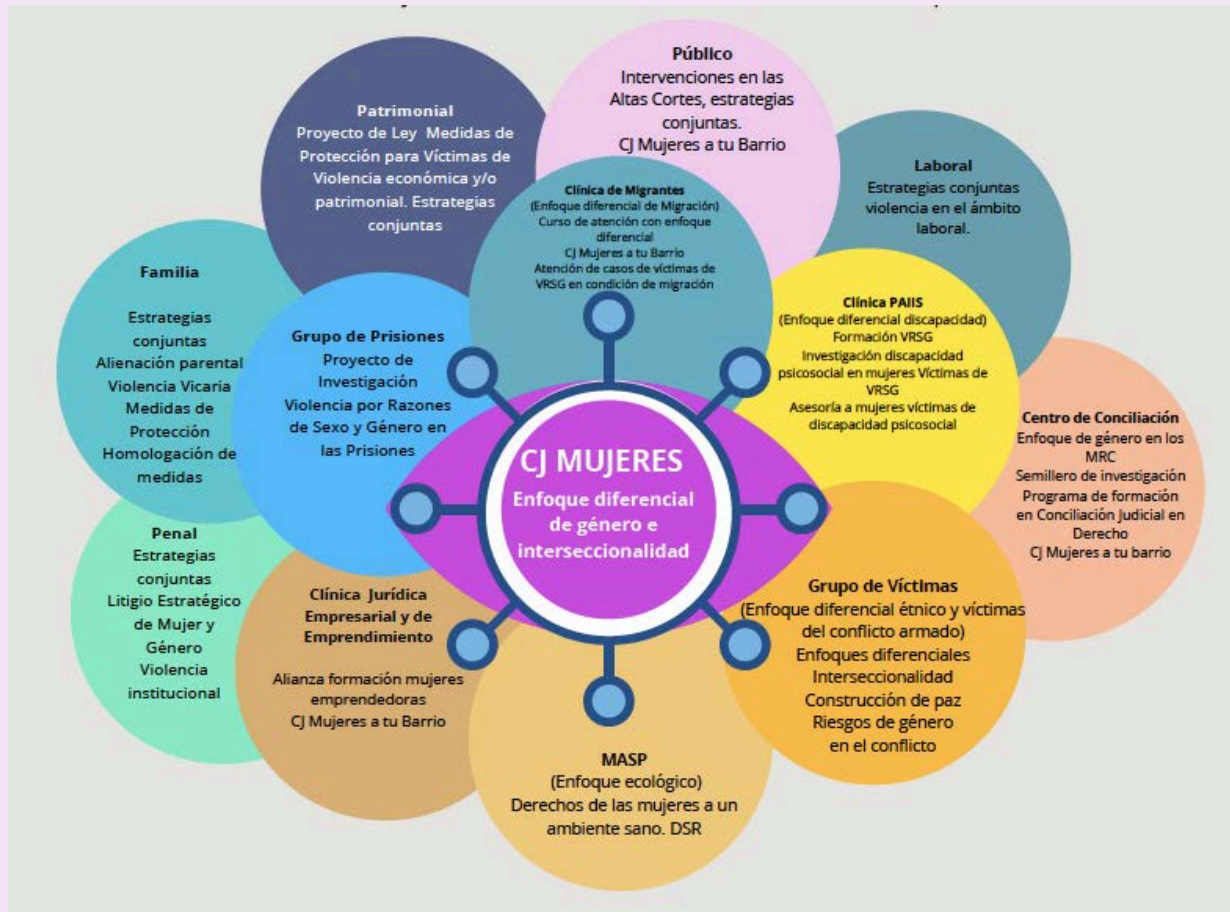 Público
Intervenciones en las
Altas Cortes, estrategias
conjuntas.
CJ Mujeres a tu Barrio
Patrimonial
Proyecto de Ley Medidas de
Protección para Víctimas de
Violencia económica y/o
patrimonial. Estrategias
conjuntas
Laboral
Estrategias conjuntas
violencia en el ámbito
laboral.
Clínica de Migrantes
(Enfoque diferencial de Migración)
Curso de atención con enfoque
diferencial
CJ Mujeres a tu Barrio
Atención de casos de víctimas de
VRSG en condición de migración
Familia
Estrategias
conjuntas
Alienación parental
Violencia Vicaria
Medidas de
Protección
Homologación de
medidas
Grupo de Prisiones
Proyecto de
Investigación
Violencia por Razones
de Sexo y Género en
las Prisiones
Clínica PAIIS
(Enfoque diferencial discapacidad)
Formación VRSG
Investigación discapacidad
psicosocial en mujeres Víctimas de
VRSG
Asesoría a mujeres víctimas de
discapacidad psicosocial
Centro de Conciliación
Enfoque de género en los
MRC
Semillero de investigación
Programa de formación
en Conciliación Judicial en
Derecho
CJ Mujeres a tu barrio
CJ MUJERES
Enfoque diferencial
de género e
interseccionalidad
Penal
Estrategias
conjuntas
Litigio Estratégico
de Mujer y
Género
Violencia
institucional
Clínica Jurídica
Empresarial y de
Emprendimiento
Alianza formación mujeres
emprendedoras
CJ Mujeres a tu Barrio
Grupo de Víctimas
(Enfoque diferencial étnico y víctimas
del conflicto armado)
Enfoques diferenciales
Interseccionalidad
Construcción de paz
Riesgos de género
en el conflicto
MASP
(Enfoque ecológico)
Derechos de las mujeres a un
ambiente sano. DSR